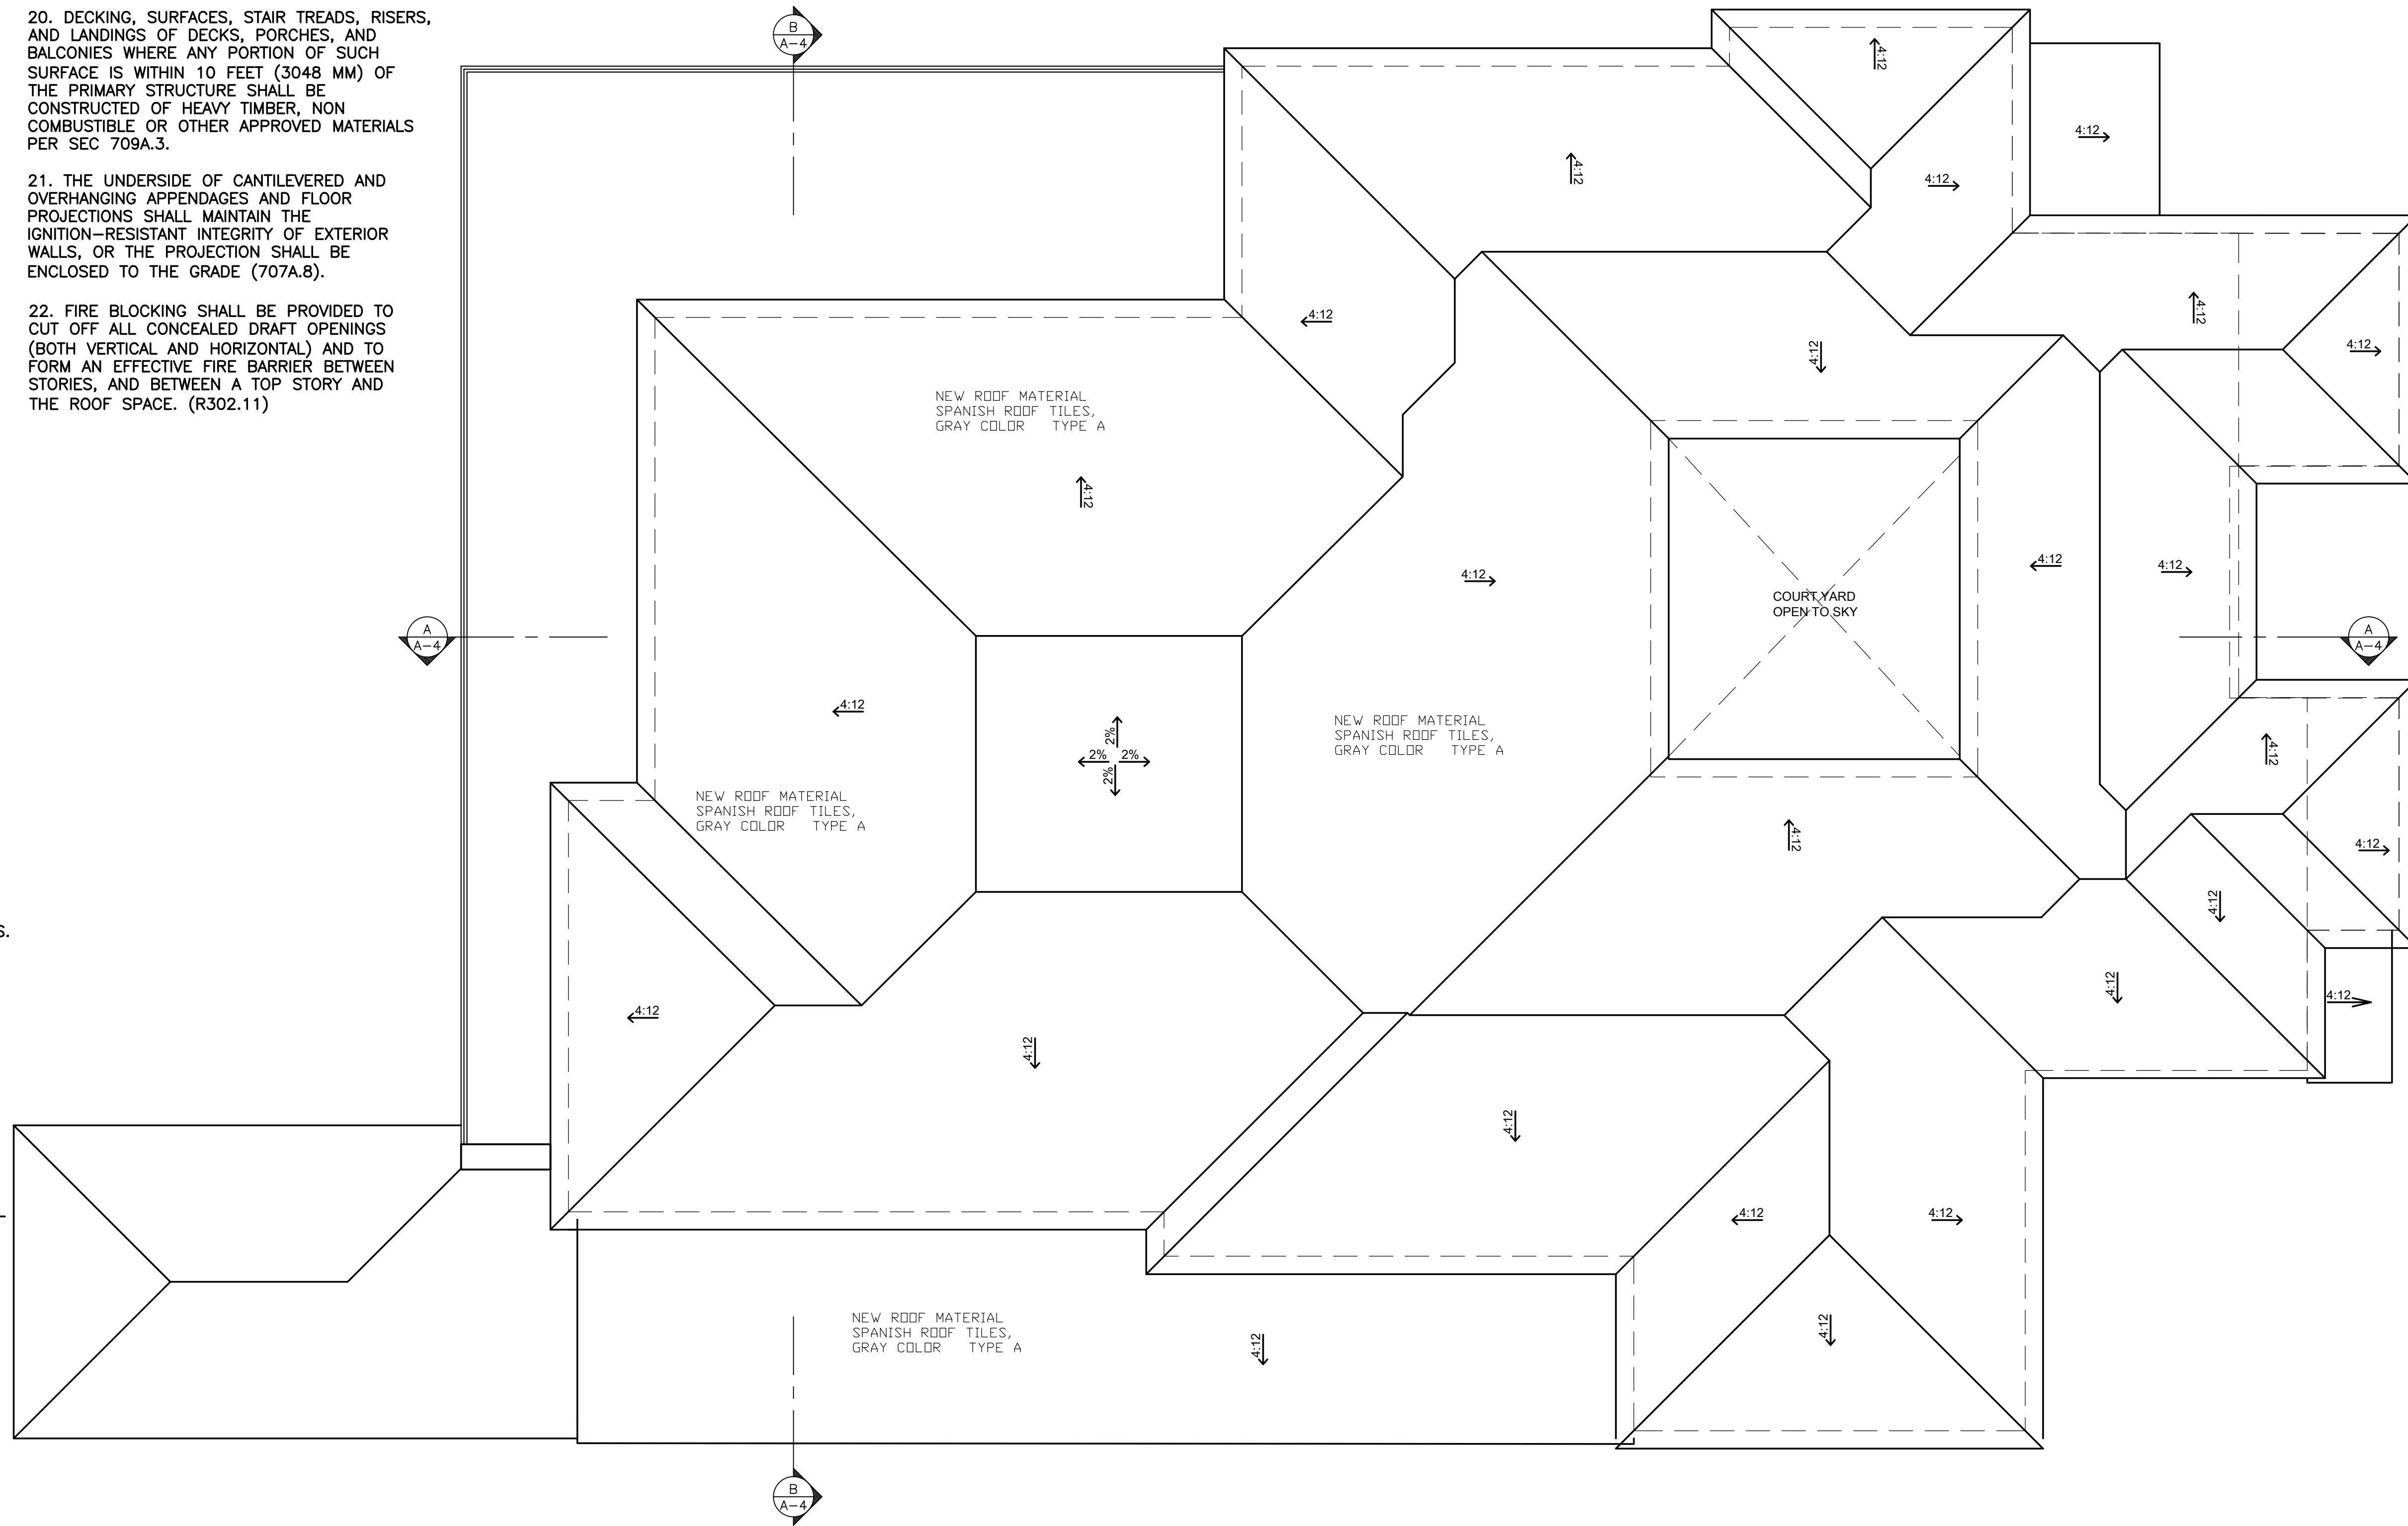 20. DECKING, SURFACES, STAIR TREADS, RISERS,
AND LANDINGS OF DECKS, PORCHES, AND
BALCONIES WHERE ANY PORTION OF SUCH
SURFACE IS WITHIN 10 FEET (3048 MM) OF
THE PRIMARY STRUCTURE SHALL BE
CONSTRUCTED OF HEAVY TIMBER, NON
COMBUSTIBLE OR OTHER APPROVED MATERIALS
PER SEC 709A.3.
21. THE UNDERSIDE OF CANTILEVERED AND
OVERHANGING APPENDAGES AND FLOOR
PROJECTIONS SHALL MAINTAIN THE
IGNITION-RESISTANT INTEGRITY OF EXTERIOR
WALLS, OR THE PROJECTION SHALL BE
ENCLOSED TO THE GRADE (707A.8).
22. FIRE BLOCKING SHALL BE PROVIDED TO
CUT OFF ALL CONCEALED DRAFT OPENINGS
(BOTH VERTICAL AND HORIZONTAL) AND TO
FORM AN EFFECTIVE FIRE BARRIER BETWEEN
STORIES, AND BETWEEN A TOP STORY AND
THE ROOF SPACE. (R302.11)
S.
B
A-4
4:12
4:12
4:12
4:12
4:12
4:12
4:12
4:12
NEW ROOF MATERIAL
SPANISH ROOF TILES,
GRAY COLOR TYPE A
4:12
4:12
4:12
4:12
COURT YARD
OPEN TO SKY
A
A-4
A
A-4
4:12
2%
2% 2%
2%
NEW ROOF MATERIAL
SPANISH ROOF TILES,
GRAY COLOR TYPE A
4:12
NEW ROOF MATERIAL
SPANISH ROOF TILES,
GRAY COLOR TYPE A
4:12
4:12
4:12
4:12
4:12
4:12
4:12
4:12
4:12
4:12
4:12
NEW ROOF MATERIAL
SPANISH ROOF TILES,
GRAY COLOR TYPE A
4:12
4:12
B
A-4